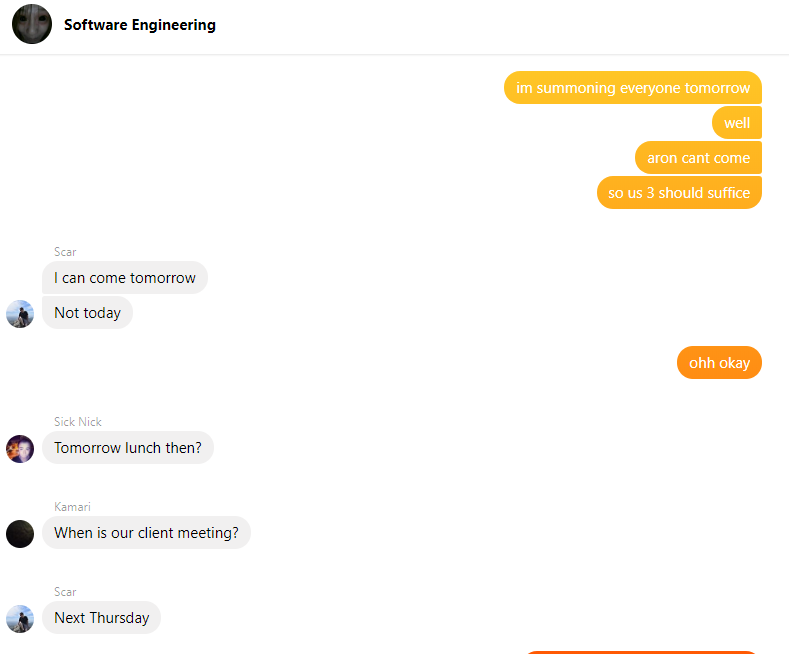 Software Engineering
im summoning everyone tomorrow
well
aron cant come
so us 3 should suffice
Scar
I can come tomorrow
Not today
ohh okay
Sick Nick
Tomorrow lunch then?
Kamari
When is our client meeting?
Scar
Next Thursday